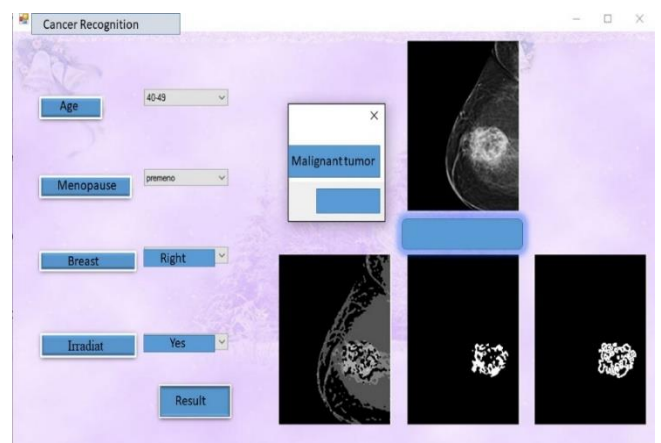 Cancer Recognition
Age
40-49
Menopause
premeno
Breast
Right
Irradiat
Yes
Result
Malignant tumor